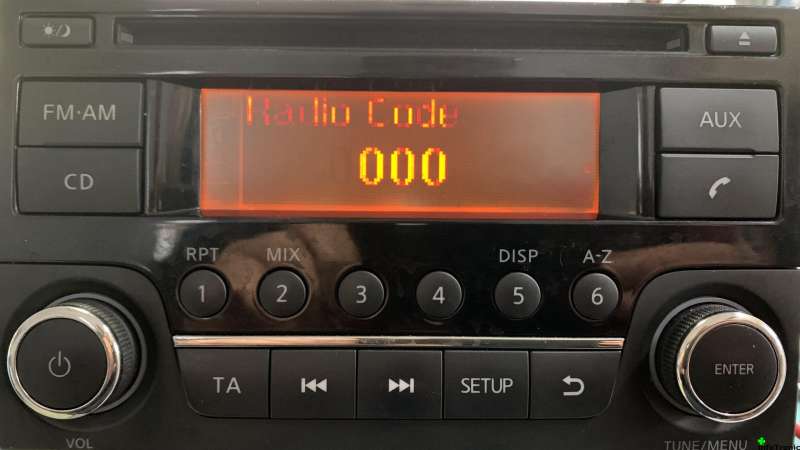 FM·AM
CD
Radio Code
000
AUX
RPT MIX DISP A-Z
1 2 3 4 5 6
TA SETUP ENTER
VOL TUNE/MENU